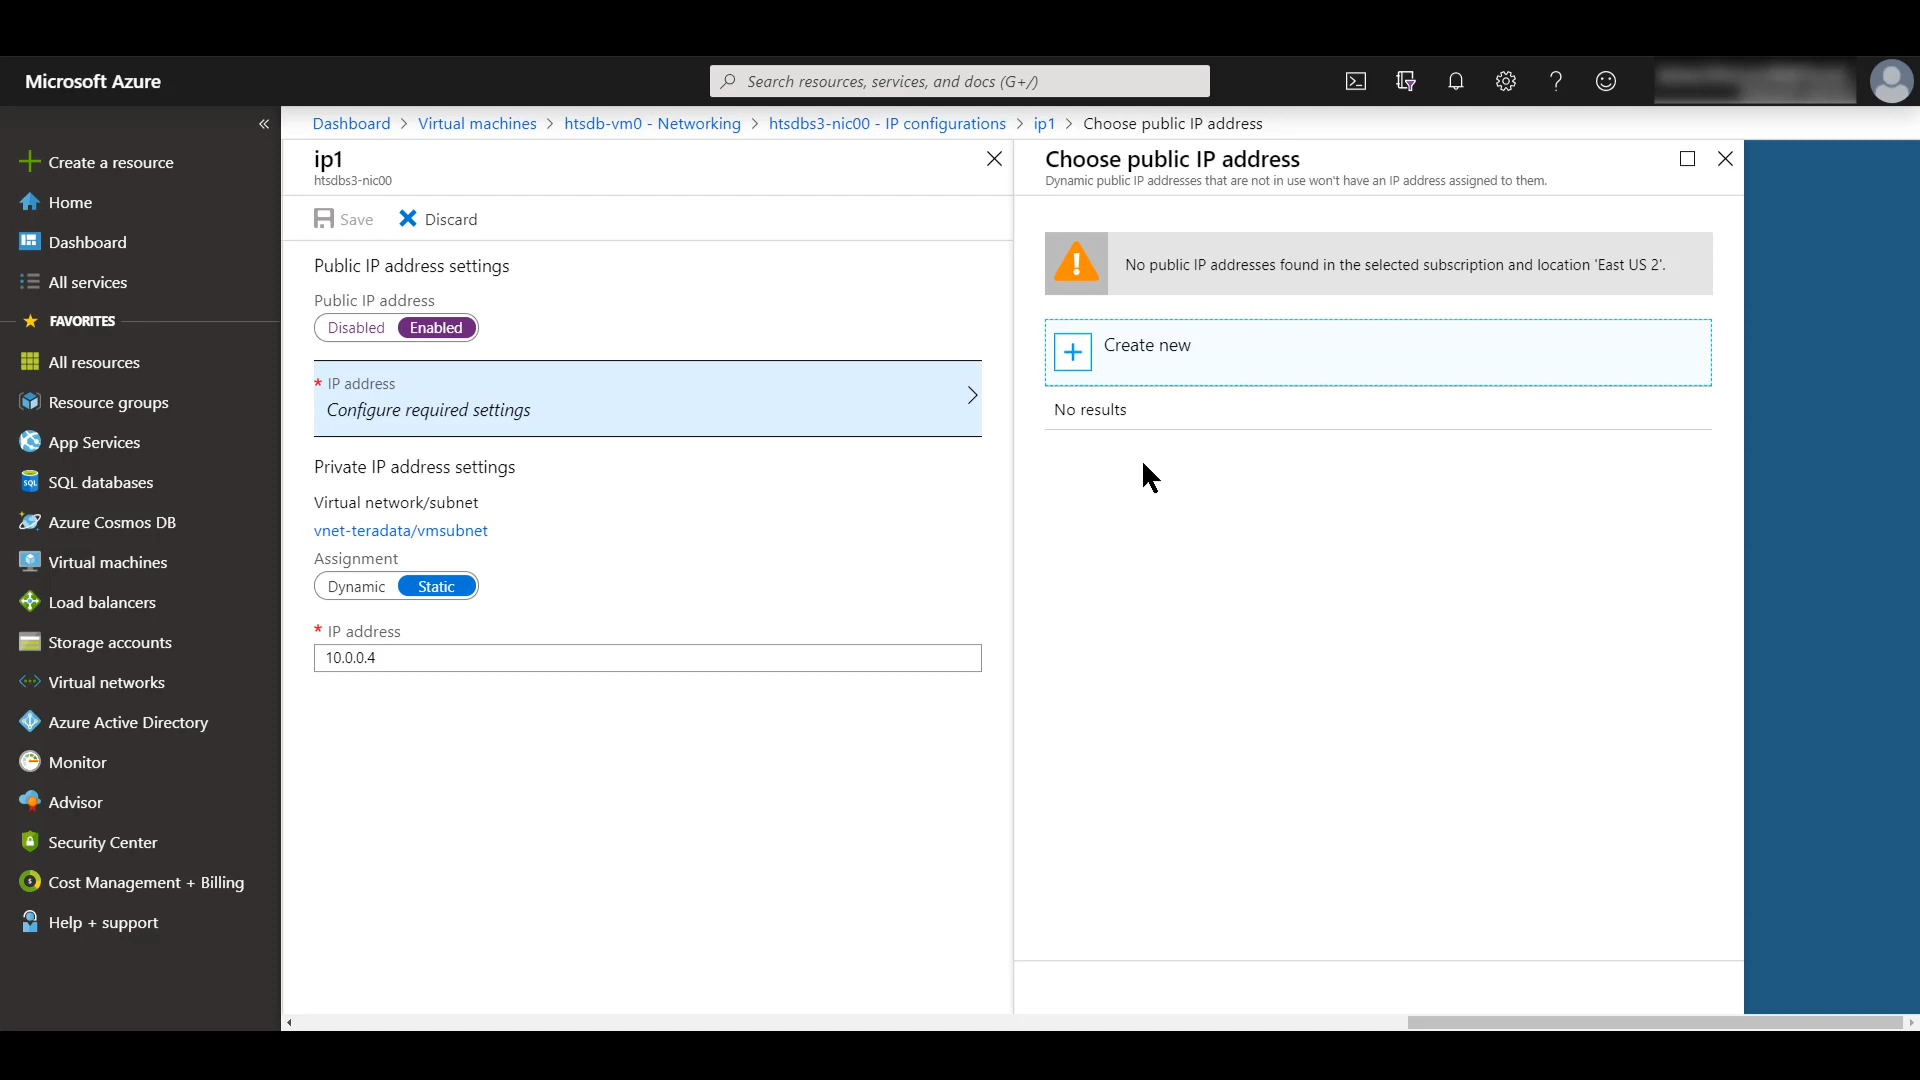 Microsoft Azure
Search resources, services, and docs (G+/)
Dashboard > Virtual machines > htsdb-vm0 - Networking > htsdbs3-nic00 - IP configurations > ip1 > Choose public IP address
Create a resource
Home
Dashboard
All services
FAVORITES
All resources
Resource groups
App Services
SQL databases
Azure Cosmos DB
Virtual machines
Load balancers
Storage accounts
Virtual networks
Azure Active Directory
Monitor
Advisor
Security Center
Cost Management + Billing
Help + support
ip1
htsdbs3-nic00
Save Discard
Public IP address settings
Public IP address
Disabled Enabled
* IP address
Configure required settings
Private IP address settings
Virtual network/subnet
vnet-teradata/vmsubnet
Assignment
Dynamic Static
* IP address
10.0.0.4
Choose public IP address
Dynamic public IP addresses that are not in use won't have an IP address assigned to them.
No public IP addresses found in the selected subscription and location 'East US 2'.
Create new
No results